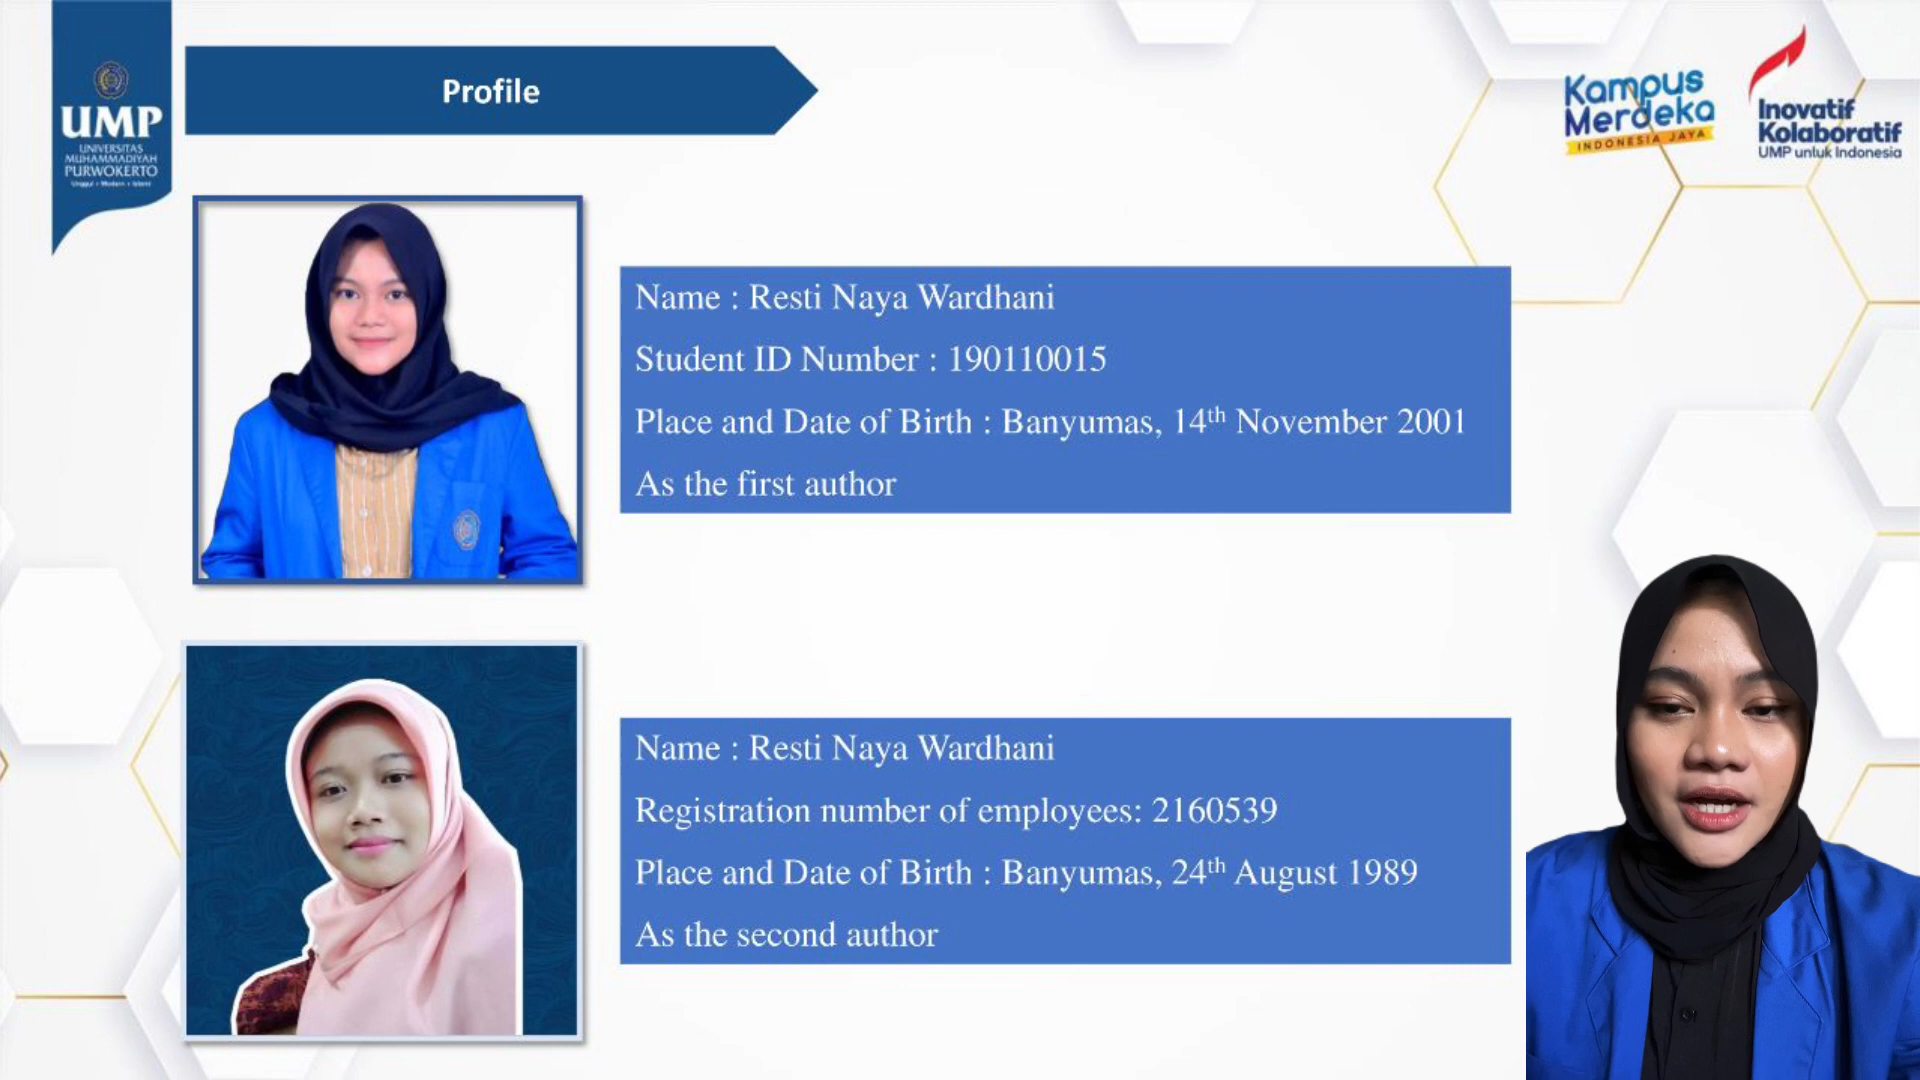 UMP
UNIVERSITAS
MUHAMMADIYAH
PURWOKERTO
Unggul • Modern • Islami
Profile
Kampus
Merdeka
INDONESIA JAYA
Inovatif
Kolaboratif
UMP untuk Indonesia
Name : Resti Naya Wardhani
Student ID Number : 190110015
Place and Date of Birth : Banyumas, 14th November 2001
As the first author
Name : Resti Naya Wardhani
Registration number of employees: 2160539
Place and Date of Birth : Banyumas, 24th August 1989
As the second author